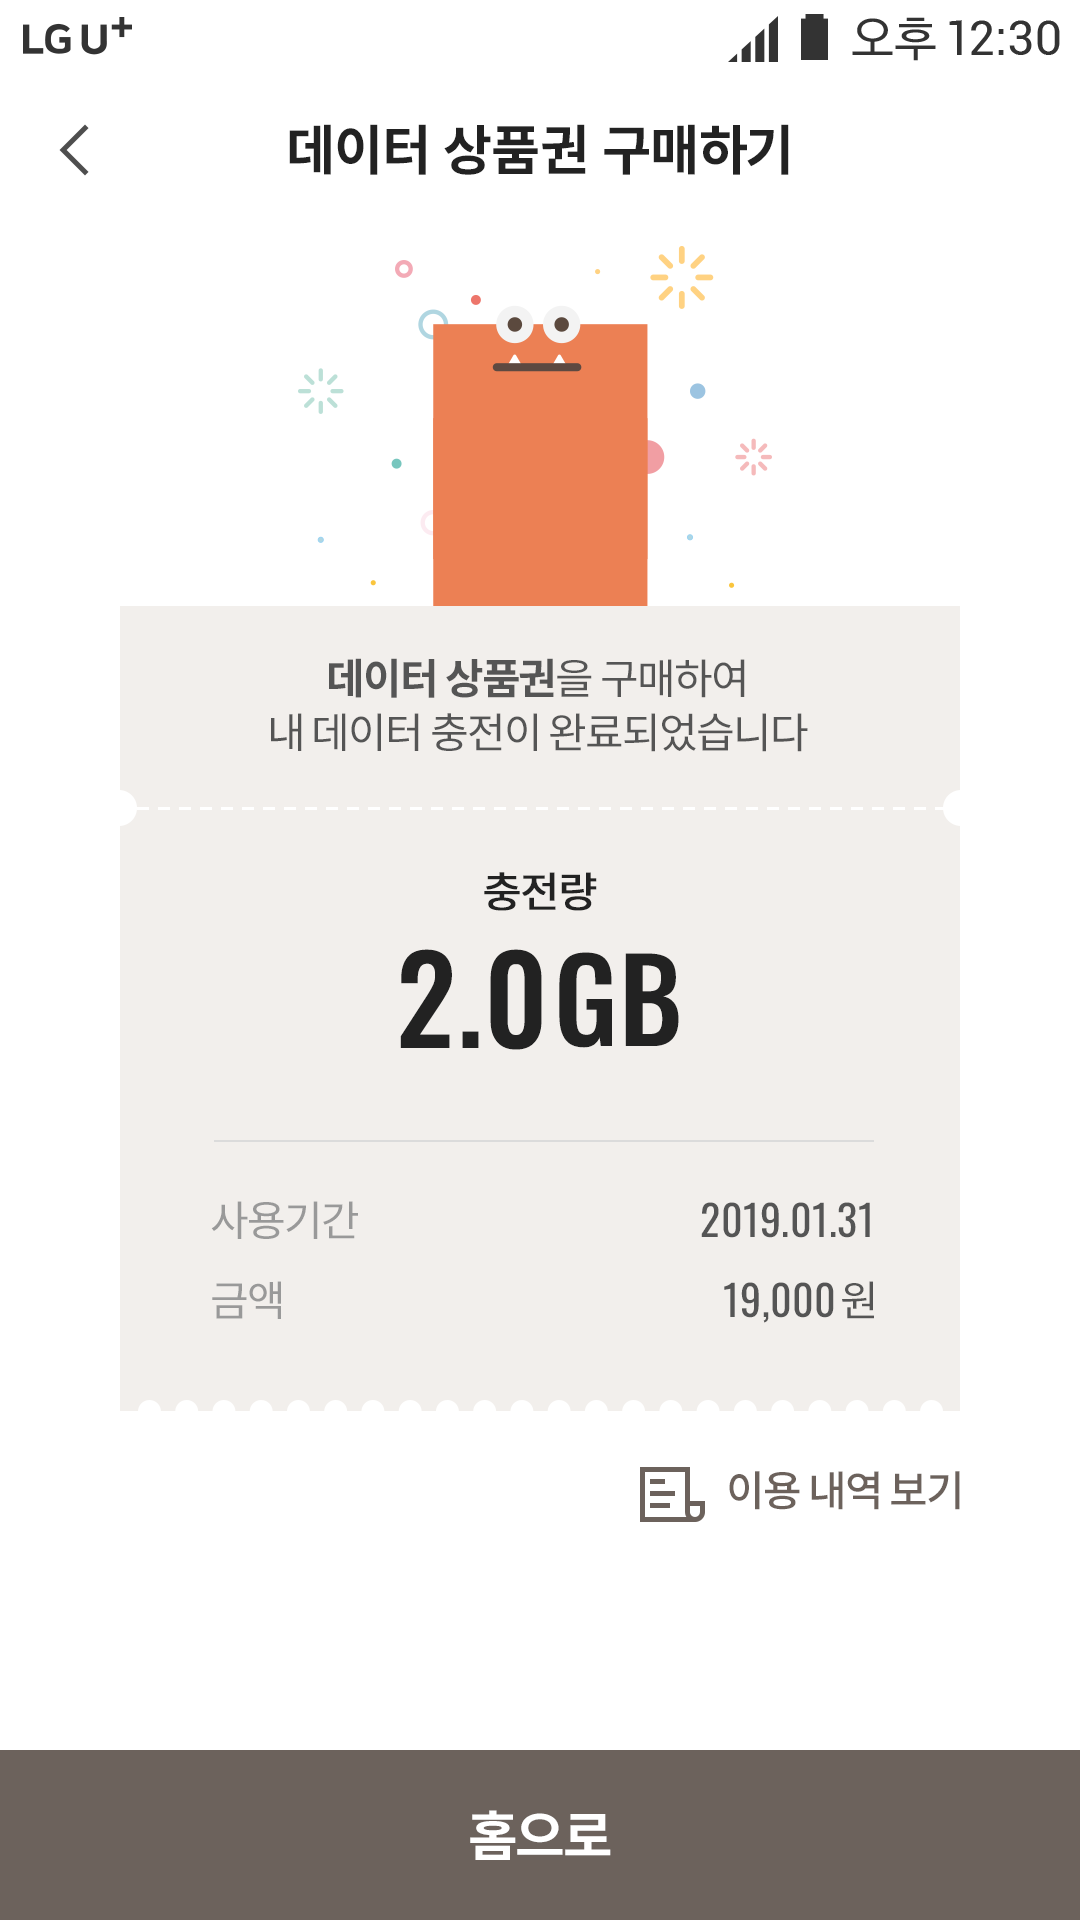 LG U+ 오후 12:30
데이터 상품권 구매하기
데이터 상품권을 구매하여
내 데이터 충전이 완료되었습니다
충전량
2.0GB
사용기간 2019.01.31
금액 19,000 원
이용 내역 보기
홈으로